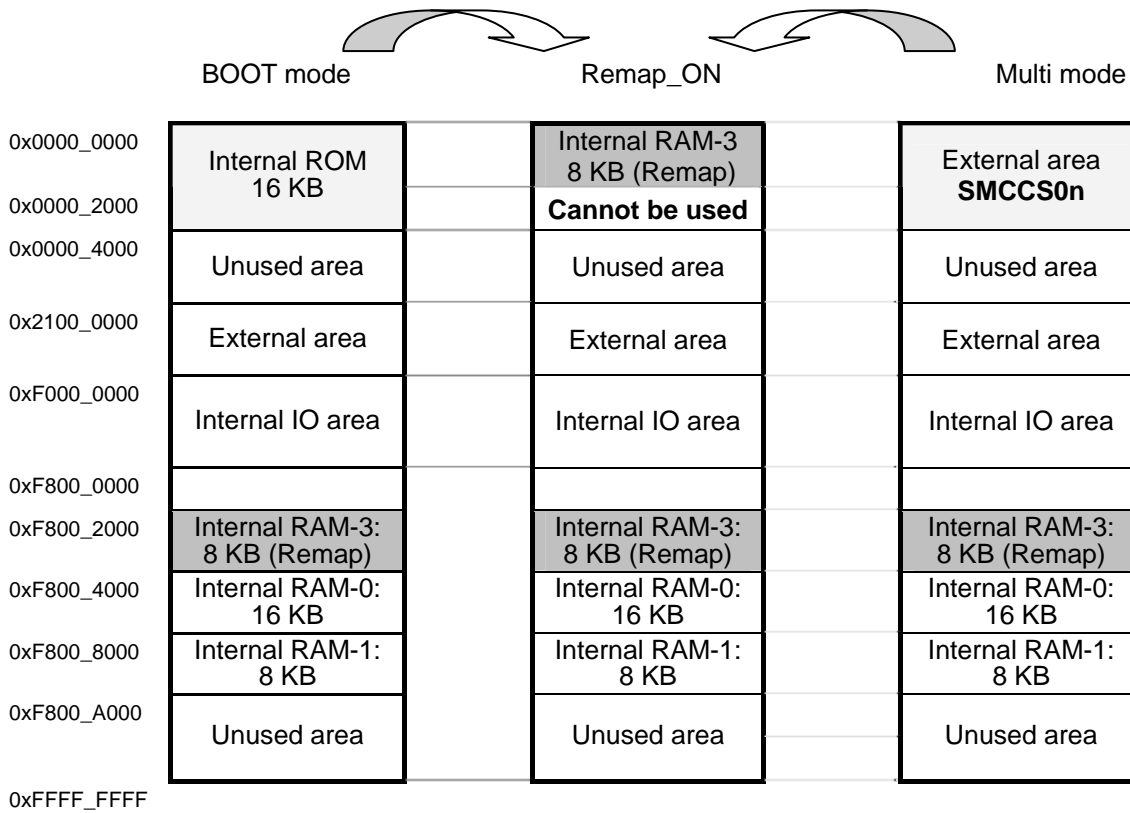 BOOT mode Remap_ON Multi mode
0x0000_0000
Internal ROM
16 KB
Internal RAM-3
8 KB (Remap)
External area
SMCCS0n
0x0000_2000
Cannot be used
0x0000_4000
Unused area Unused area Unused area
0x2100_0000
External area External area External area
0xF000_0000
Internal IO area Internal IO area Internal IO area
0xF800_0000
0xF800_2000
Internal RAM-3:
8 KB (Remap)
Internal RAM-3:
8 KB (Remap)
Internal RAM-3:
8 KB (Remap)
0xF800_4000
Internal RAM-0:
16 KB
Internal RAM-0:
16 KB
Internal RAM-0:
16 KB
0xF800_8000
Internal RAM-1:
8 KB
Internal RAM-1:
8 KB
Internal RAM-1:
8 KB
0xF800_A000
Unused area Unused area Unused area
0xFFFF_FFFF